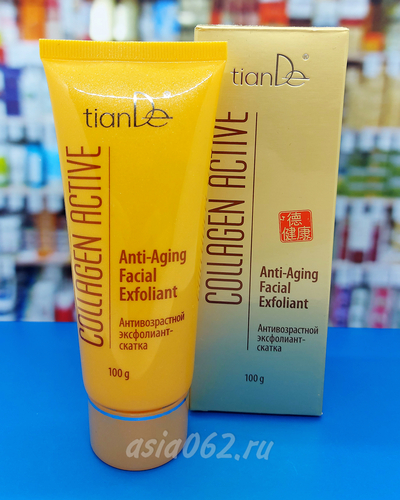 tianDe®
COLLAGEN ACTIVE
Anti-Aging
Facial
Exfoliant
Антивозрастной
эксфолиант-
скатка
100 g
tianDe®
COLLAGEN ACTIVE
德
健康
Anti-Aging
Facial
Exfoliant
Антивозрастной
эксфолиант-
скатка
100 g
asia062.ru